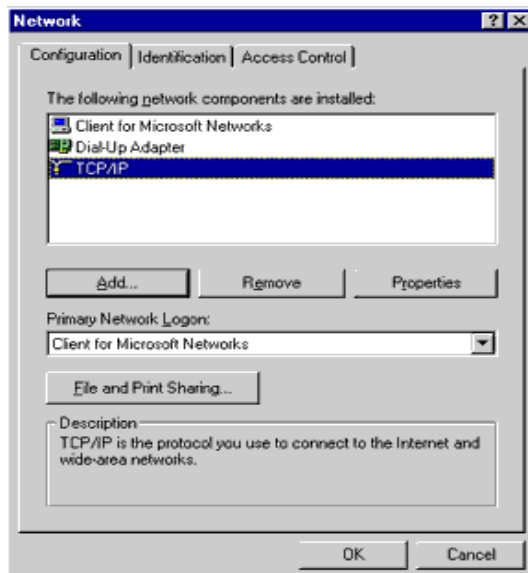 Network
Configuration Identification Access Control
The following network components are installed:
Client for Microsoft Networks
Dial-Up Adapter
TCP/IP
Add... Remove Properties
Primary Network Logon:
Client for Microsoft Networks
File and Print Sharing...
Description
TCP/IP is the protocol you use to connect to the Internet and
wide-area networks.
OK Cancel